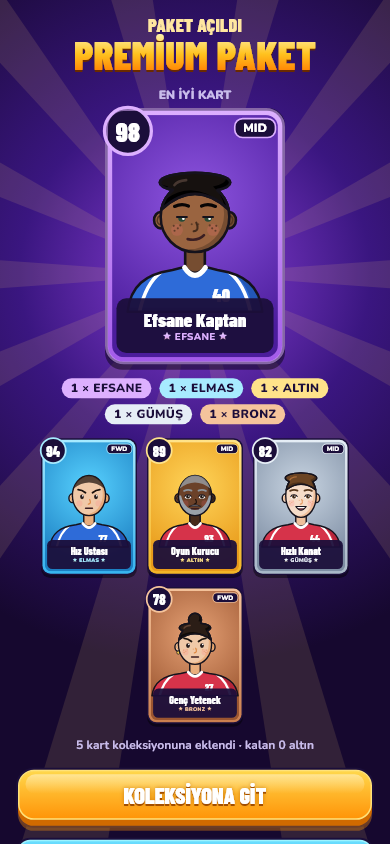 PAKET AÇILDI
PREMİUM PAKET
EN İYİ KART
98
MID
Efsane Kaptan
★ EFSANE ★
1 × EFSANE
1 × ELMAS
1 × ALTIN
1 × GÜMÜŞ
1 × BRONZ
94
FWD
Hız Ustası
★ ELMAS ★
89
MID
Oyun Kurucu
★ ALTIN ★
82
MID
Hızlı Kanat
★ GÜMÜŞ ★
78
FWD
Genç Yetenek
★ BRONZ ★
5 kart koleksiyonuna eklendi · kalan 0 altın
KOLEKSİYONA GİT